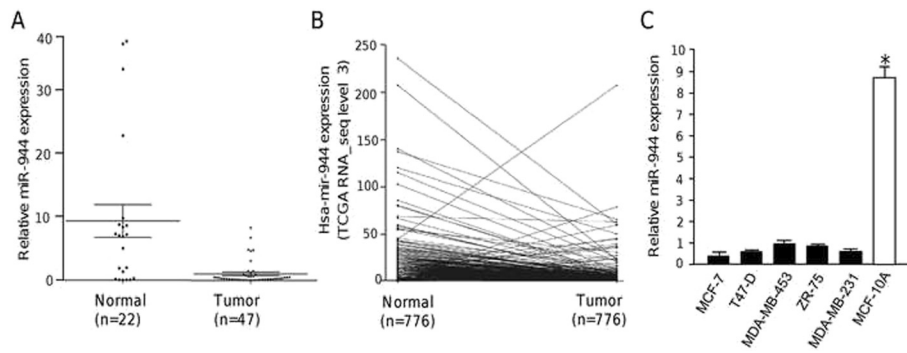 A
Relative miR-944 expression
40
30
20
10
0
Normal
(n=22)
Tumor
(n=47)
B
Hsa-mir-944 expression
(TCGA RNA_seq level 3)
250
200
150
100
50
0
Normal
(n=776)
Tumor
(n=776)
C
Relative miR-944 expression
10
9
8
7
6
5
4
3
2
1
0
*
MCF-7
T47-D
MDA-MB-453
ZR-75
MDA-MB-231
MCF-10A